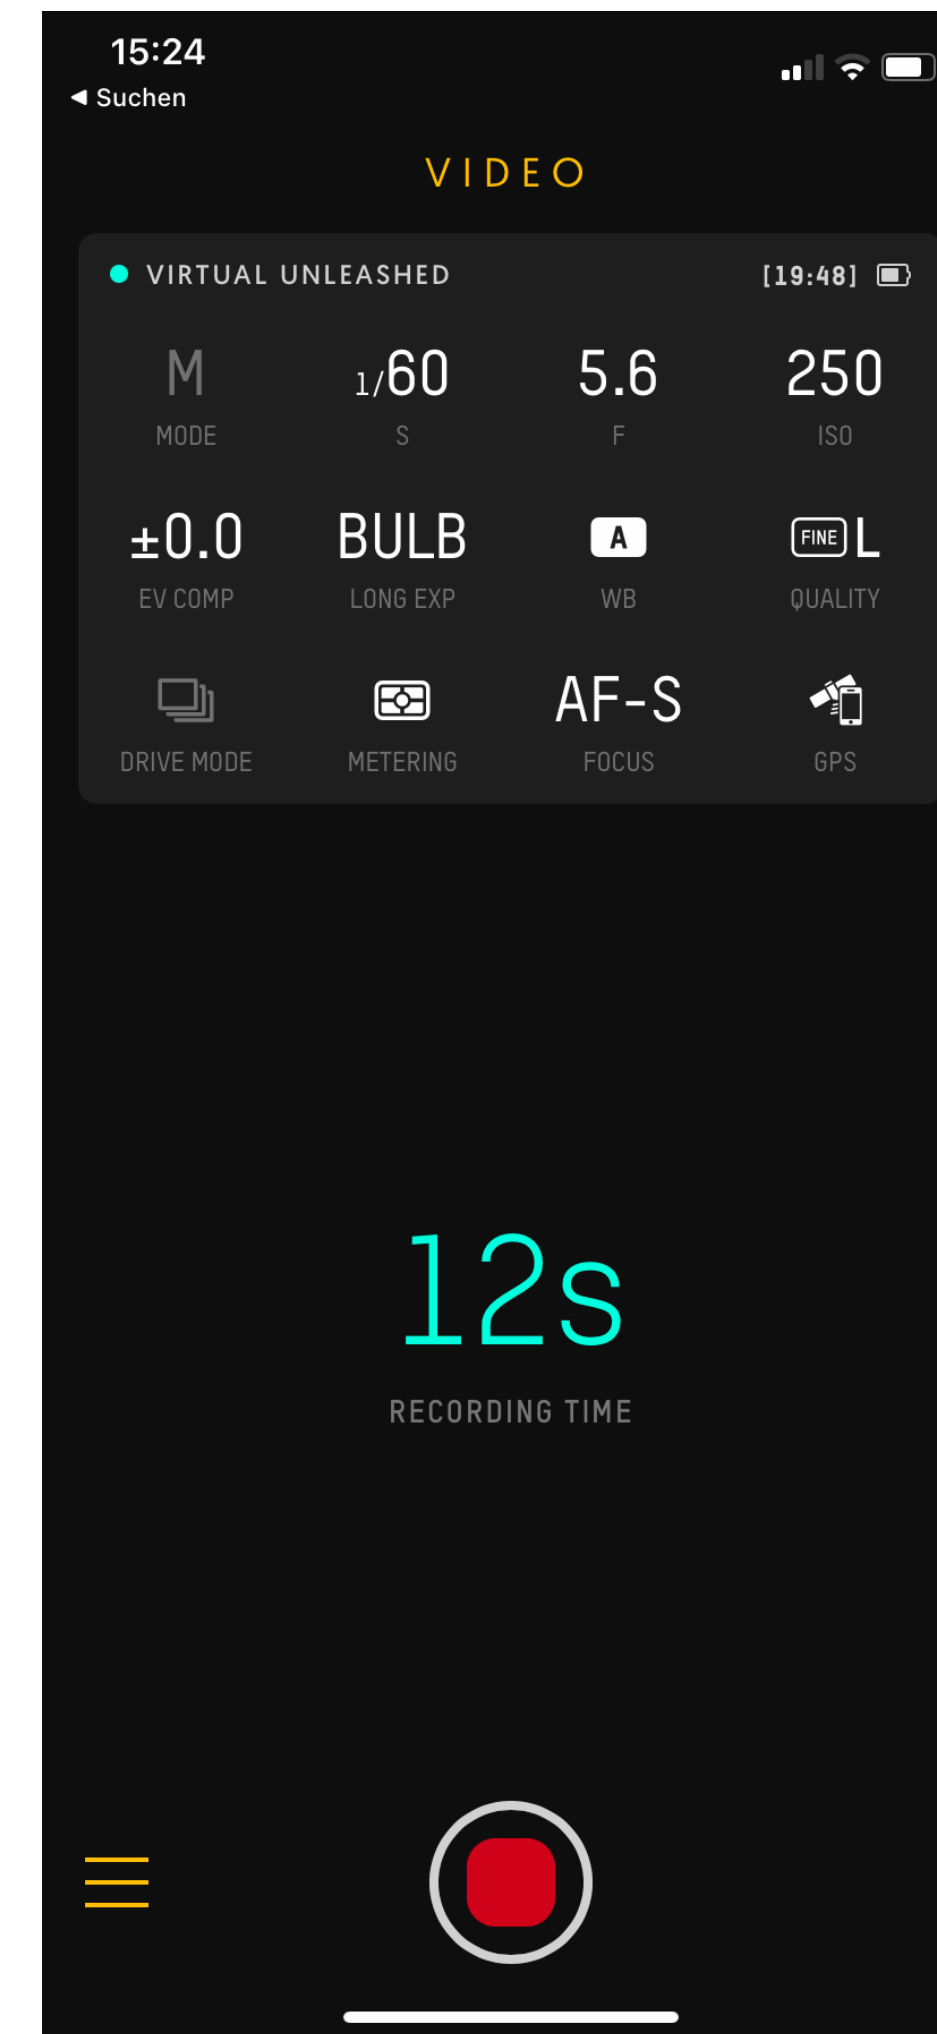 15:24
◀ Suchen
VIDEO
VIRTUAL UNLEASHED [19:48]
M 1/60 5.6 250
MODE S F ISO
±0.0 BULB A FINE L
EV COMP LONG EXP WB QUALITY
AF-S
DRIVE MODE METERING FOCUS GPS
12s
RECORDING TIME